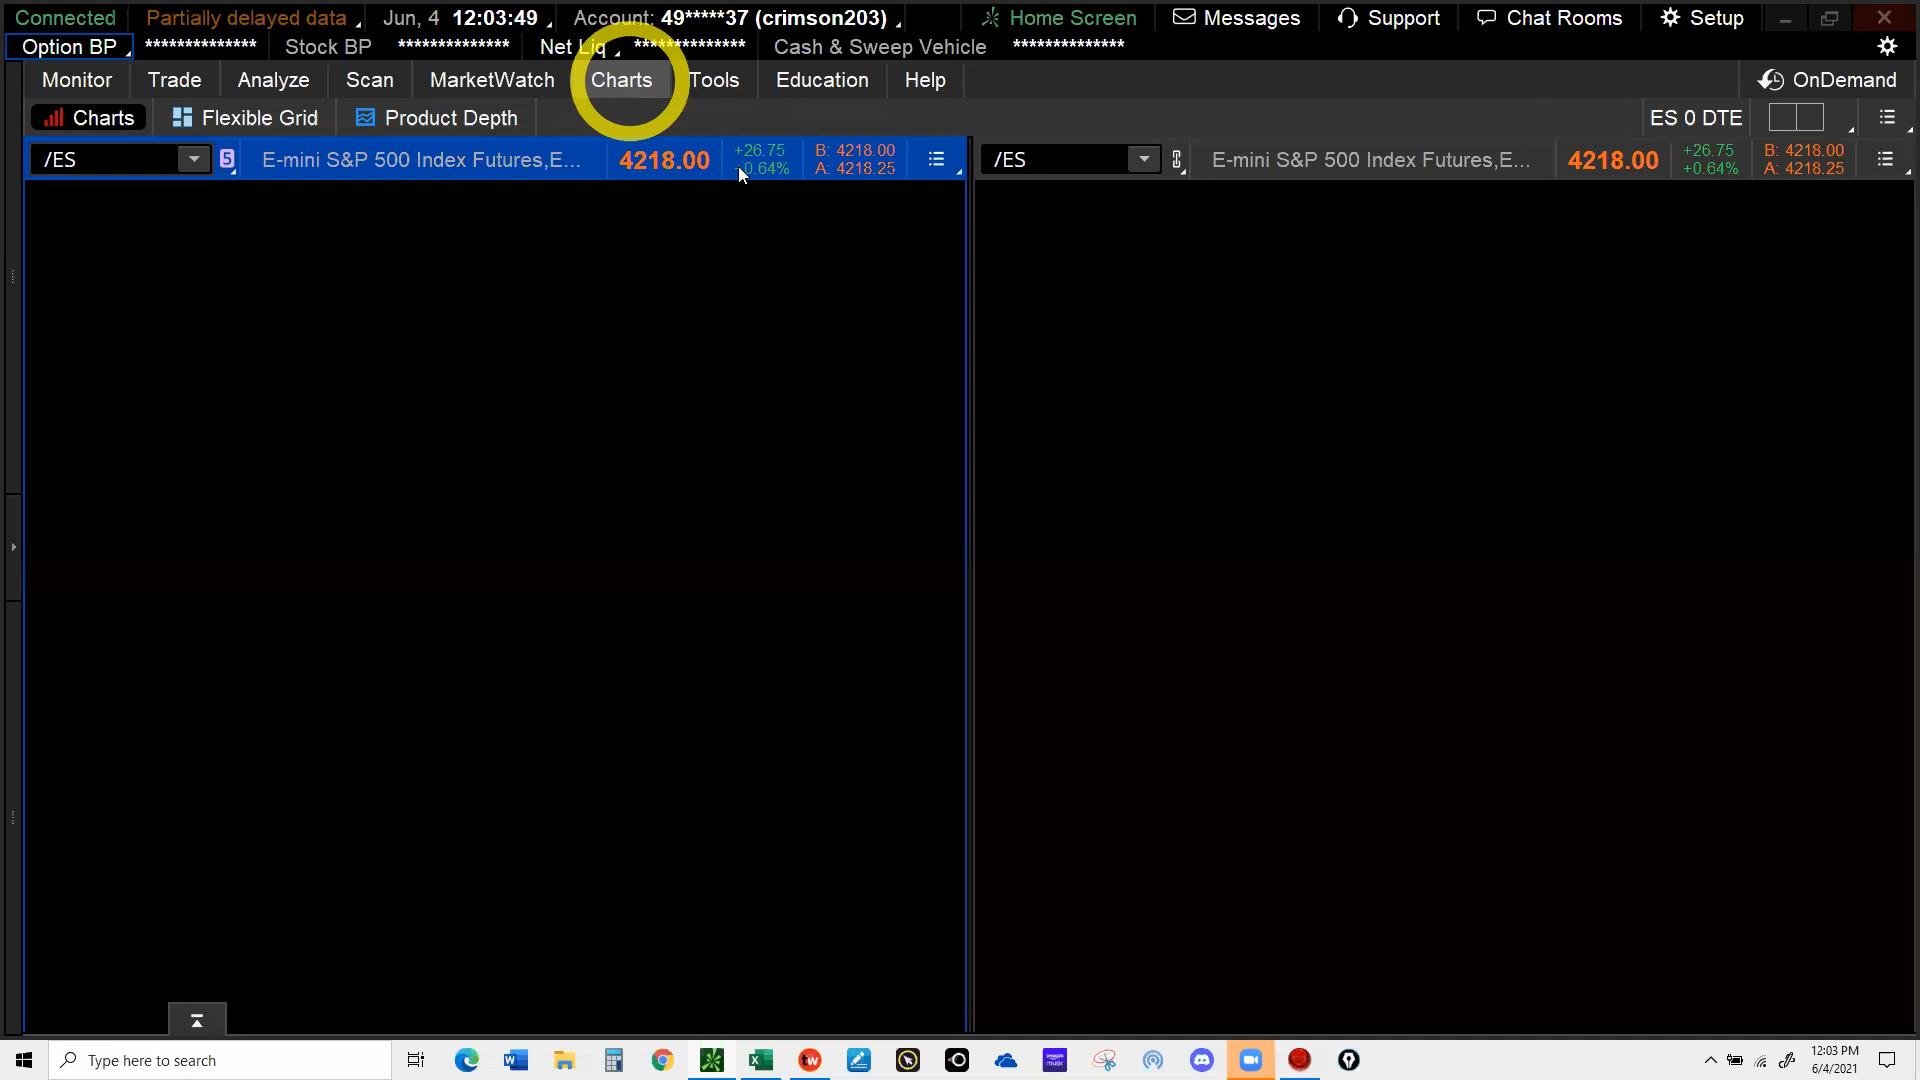 Connected Partially delayed data Jun, 4 12:03:49 Account: 49*****37 (crimson203) Home Screen Messages Support Chat Rooms Setup
Option BP ************** Stock BP ************** Net Liq ************** Cash & Sweep Vehicle **************
Monitor Trade Analyze Scan MarketWatch Charts Tools Education Help OnDemand
Charts Flexible Grid Product Depth ES 0 DTE
/ES 5 E-mini S&P 500 Index Futures,E... 4218.00 +26.75 B: 4218.00 /ES E-mini S&P 500 Index Futures,E... 4218.00 +26.75 B: 4218.00
+0.64% A: 4218.25 +0.64% A: 4218.25
Type here to search 12:03 PM
6/4/2021